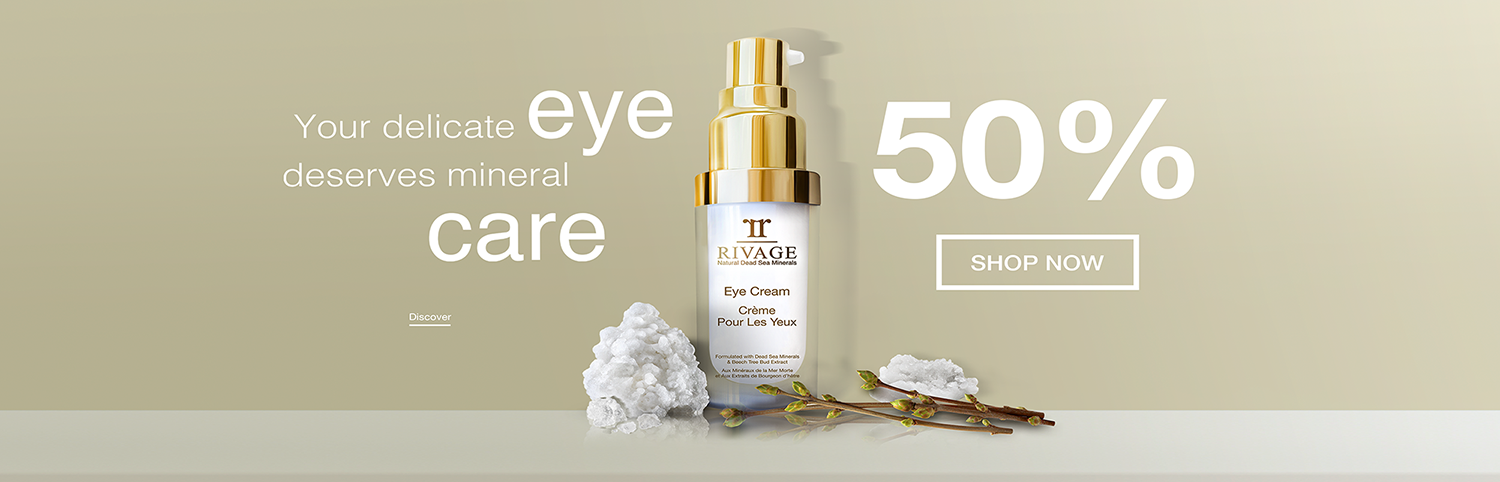 Your delicate eye
deserves mineral
care
Discover
RIVAGE
Natural Dead Sea Minerals
Eye Cream
Crème
Pour Les Yeux
Formulated with Dead Sea Minerals
& Beech Tree Bud Extract
Aux Minéraux de la Mer Morte
et Aux Extraits de Bourgeon d'hêtre
50%
SHOP NOW